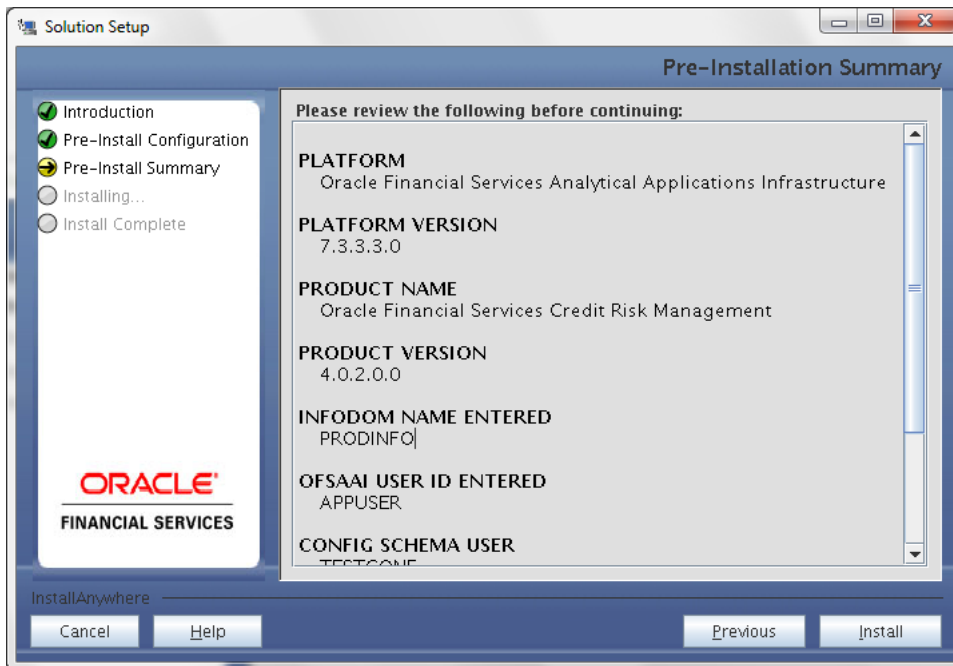 Solution Setup
Pre-Installation Summary
Introduction
Pre-Install Configuration
Pre-Install Summary
Installing...
Install Complete
ORACLE®
FINANCIAL SERVICES
Please review the following before continuing:
PLATFORM
Oracle Financial Services Analytical Applications Infrastructure
PLATFORM VERSION
7.3.3.3.0
PRODUCT NAME
Oracle Financial Services Credit Risk Management
PRODUCT VERSION
4.0.2.0.0
INFODOM NAME ENTERED
PRODINFO
OFSAAI USER ID ENTERED
APPUSER
CONFIG SCHEMA USER
TESTCONF
InstallAnywhere
Cancel
Help
Previous
Install